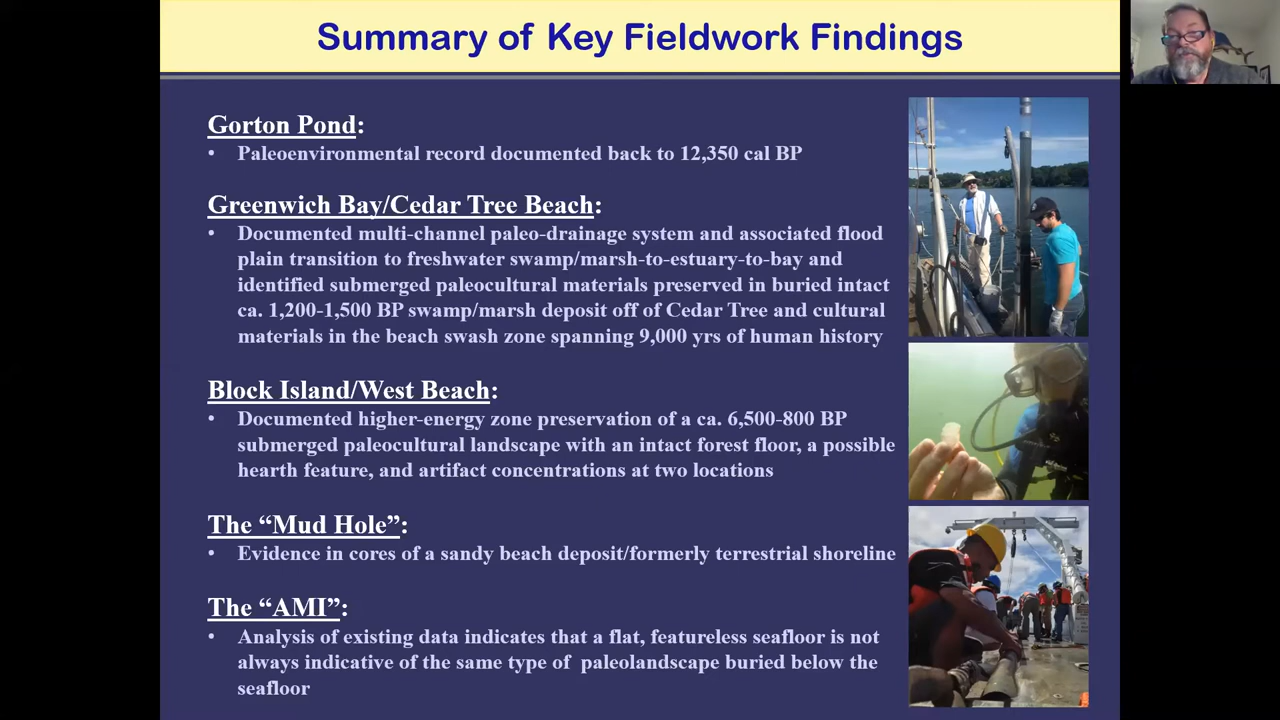 Summary of Key Fieldwork Findings
Gorton Pond:
• Paleoenvironmental record documented back to 12,350 cal BP
Greenwich Bay/Cedar Tree Beach:
• Documented multi-channel paleo-drainage system and associated flood
plain transition to freshwater swamp/marsh-to-estuary-to-bay and
identified submerged paleocultural materials preserved in buried intact
ca. 1,200-1,500 BP swamp/marsh deposit off of Cedar Tree and cultural
materials in the beach swash zone spanning 9,000 yrs of human history
Block Island/West Beach:
• Documented higher-energy zone preservation of a ca. 6,500-800 BP
submerged paleocultural landscape with an intact forest floor, a possible
hearth feature, and artifact concentrations at two locations
The “Mud Hole”:
• Evidence in cores of a sandy beach deposit/formerly terrestrial shoreline
The “AMI”:
• Analysis of existing data indicates that a flat, featureless seafloor is not
always indicative of the same type of paleolandscape buried below the
seafloor